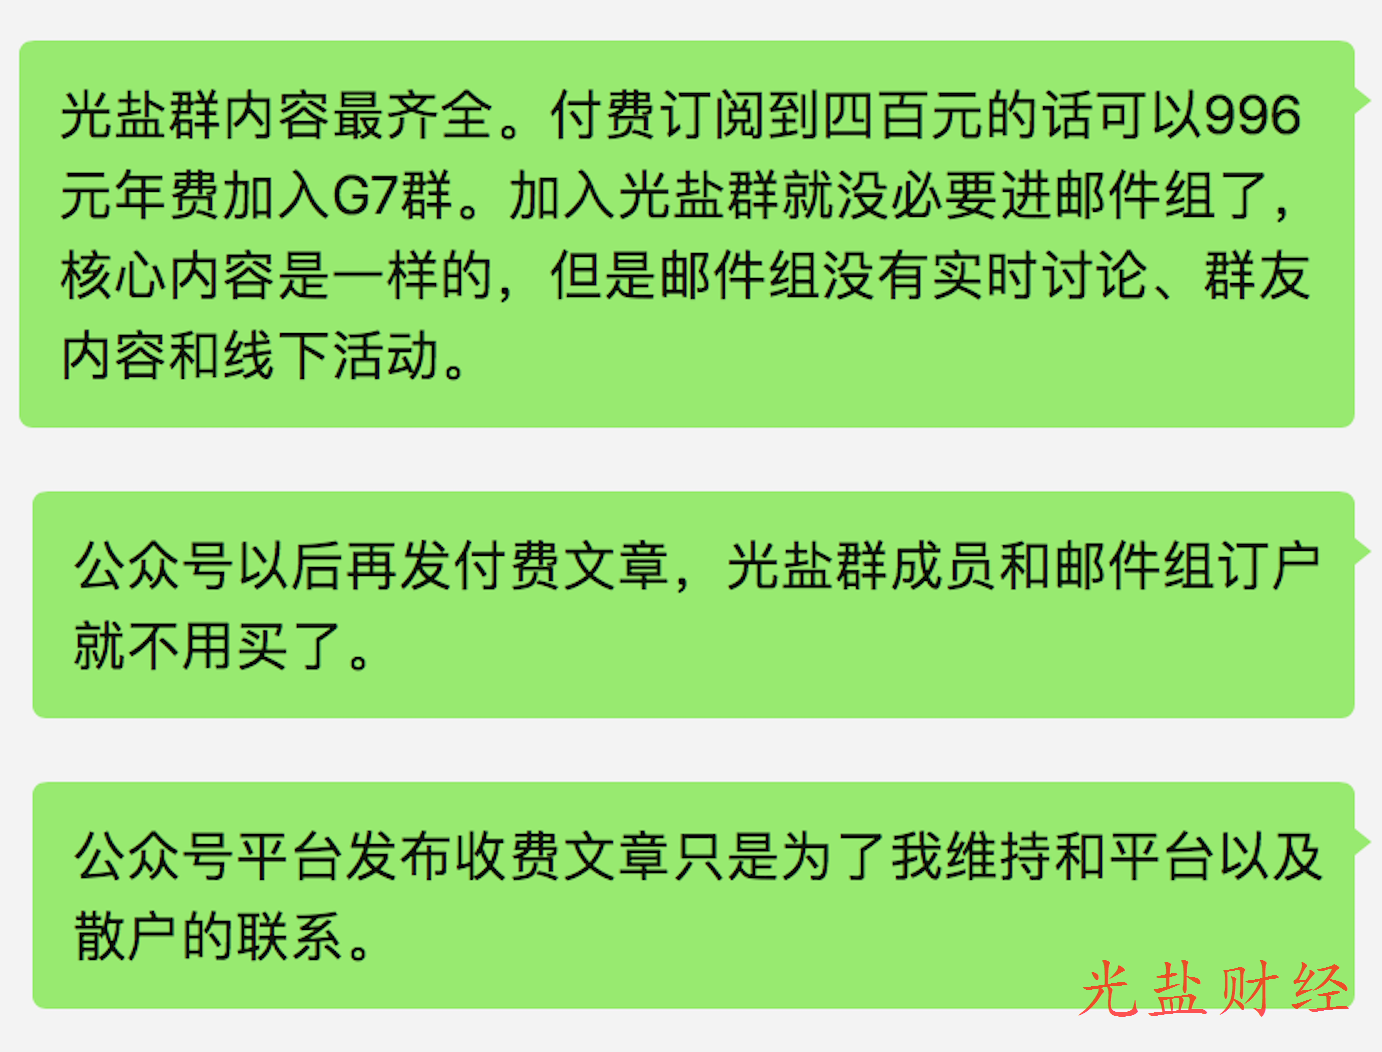 光盐群内容最齐全。付费订阅到四百元的话可以996
元年费加入G7群。加入光盐群就没必要进邮件组了，
核心内容是一样的，但是邮件组没有实时讨论、群友
内容和线下活动。
公众号以后再发付费文章，光盐群成员和邮件组订户
就不用买了。
公众号平台发布收费文章只是为了我维持和平台以及
散户的联系。
光盐财经